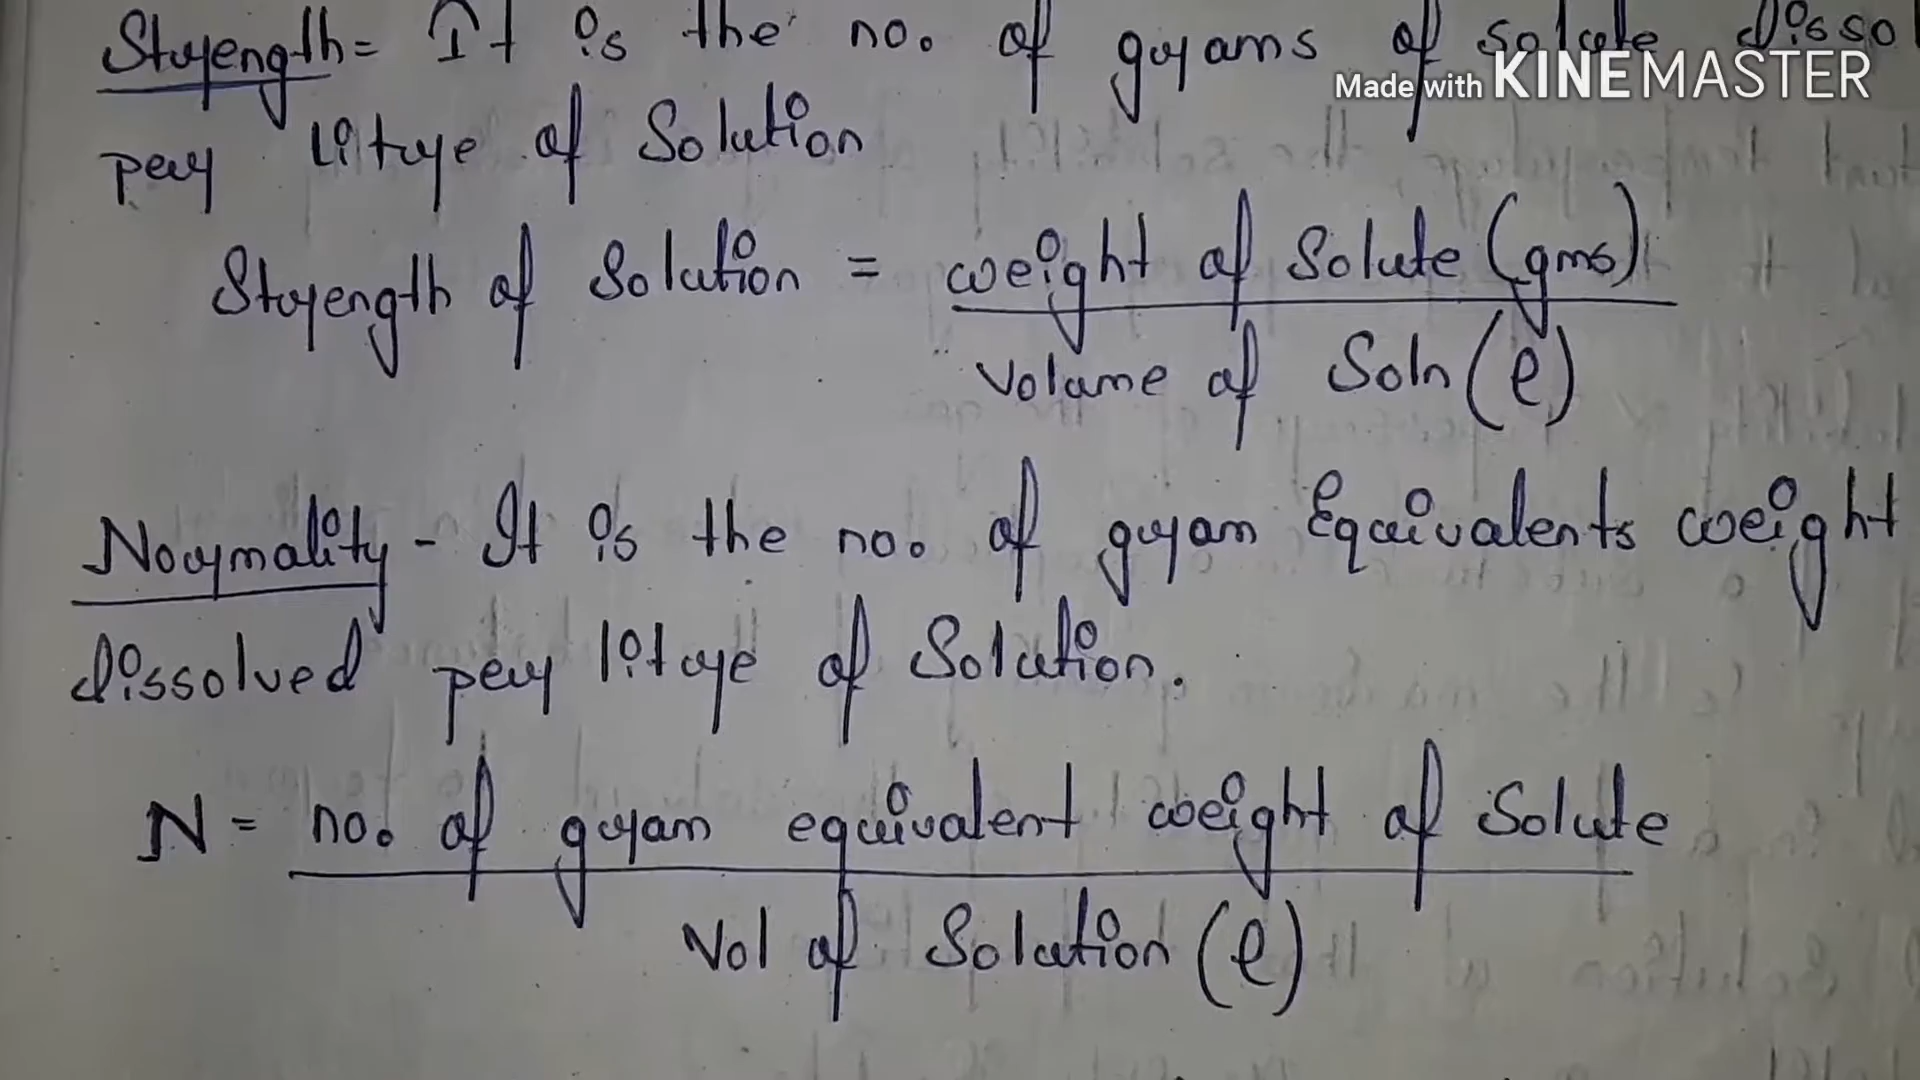 Strength = It is the no. of grams of solute disso
Made with KINEMASTER
per litre of Solution
Strength of Solution = weight of Solute (gms)
Volume of Soln (l)
Normality - It is the no. of gram Equivalents weight
dissolved per litre of Solution.
N = no. of gram equivalent weight of Solute
Vol of Solution (l)